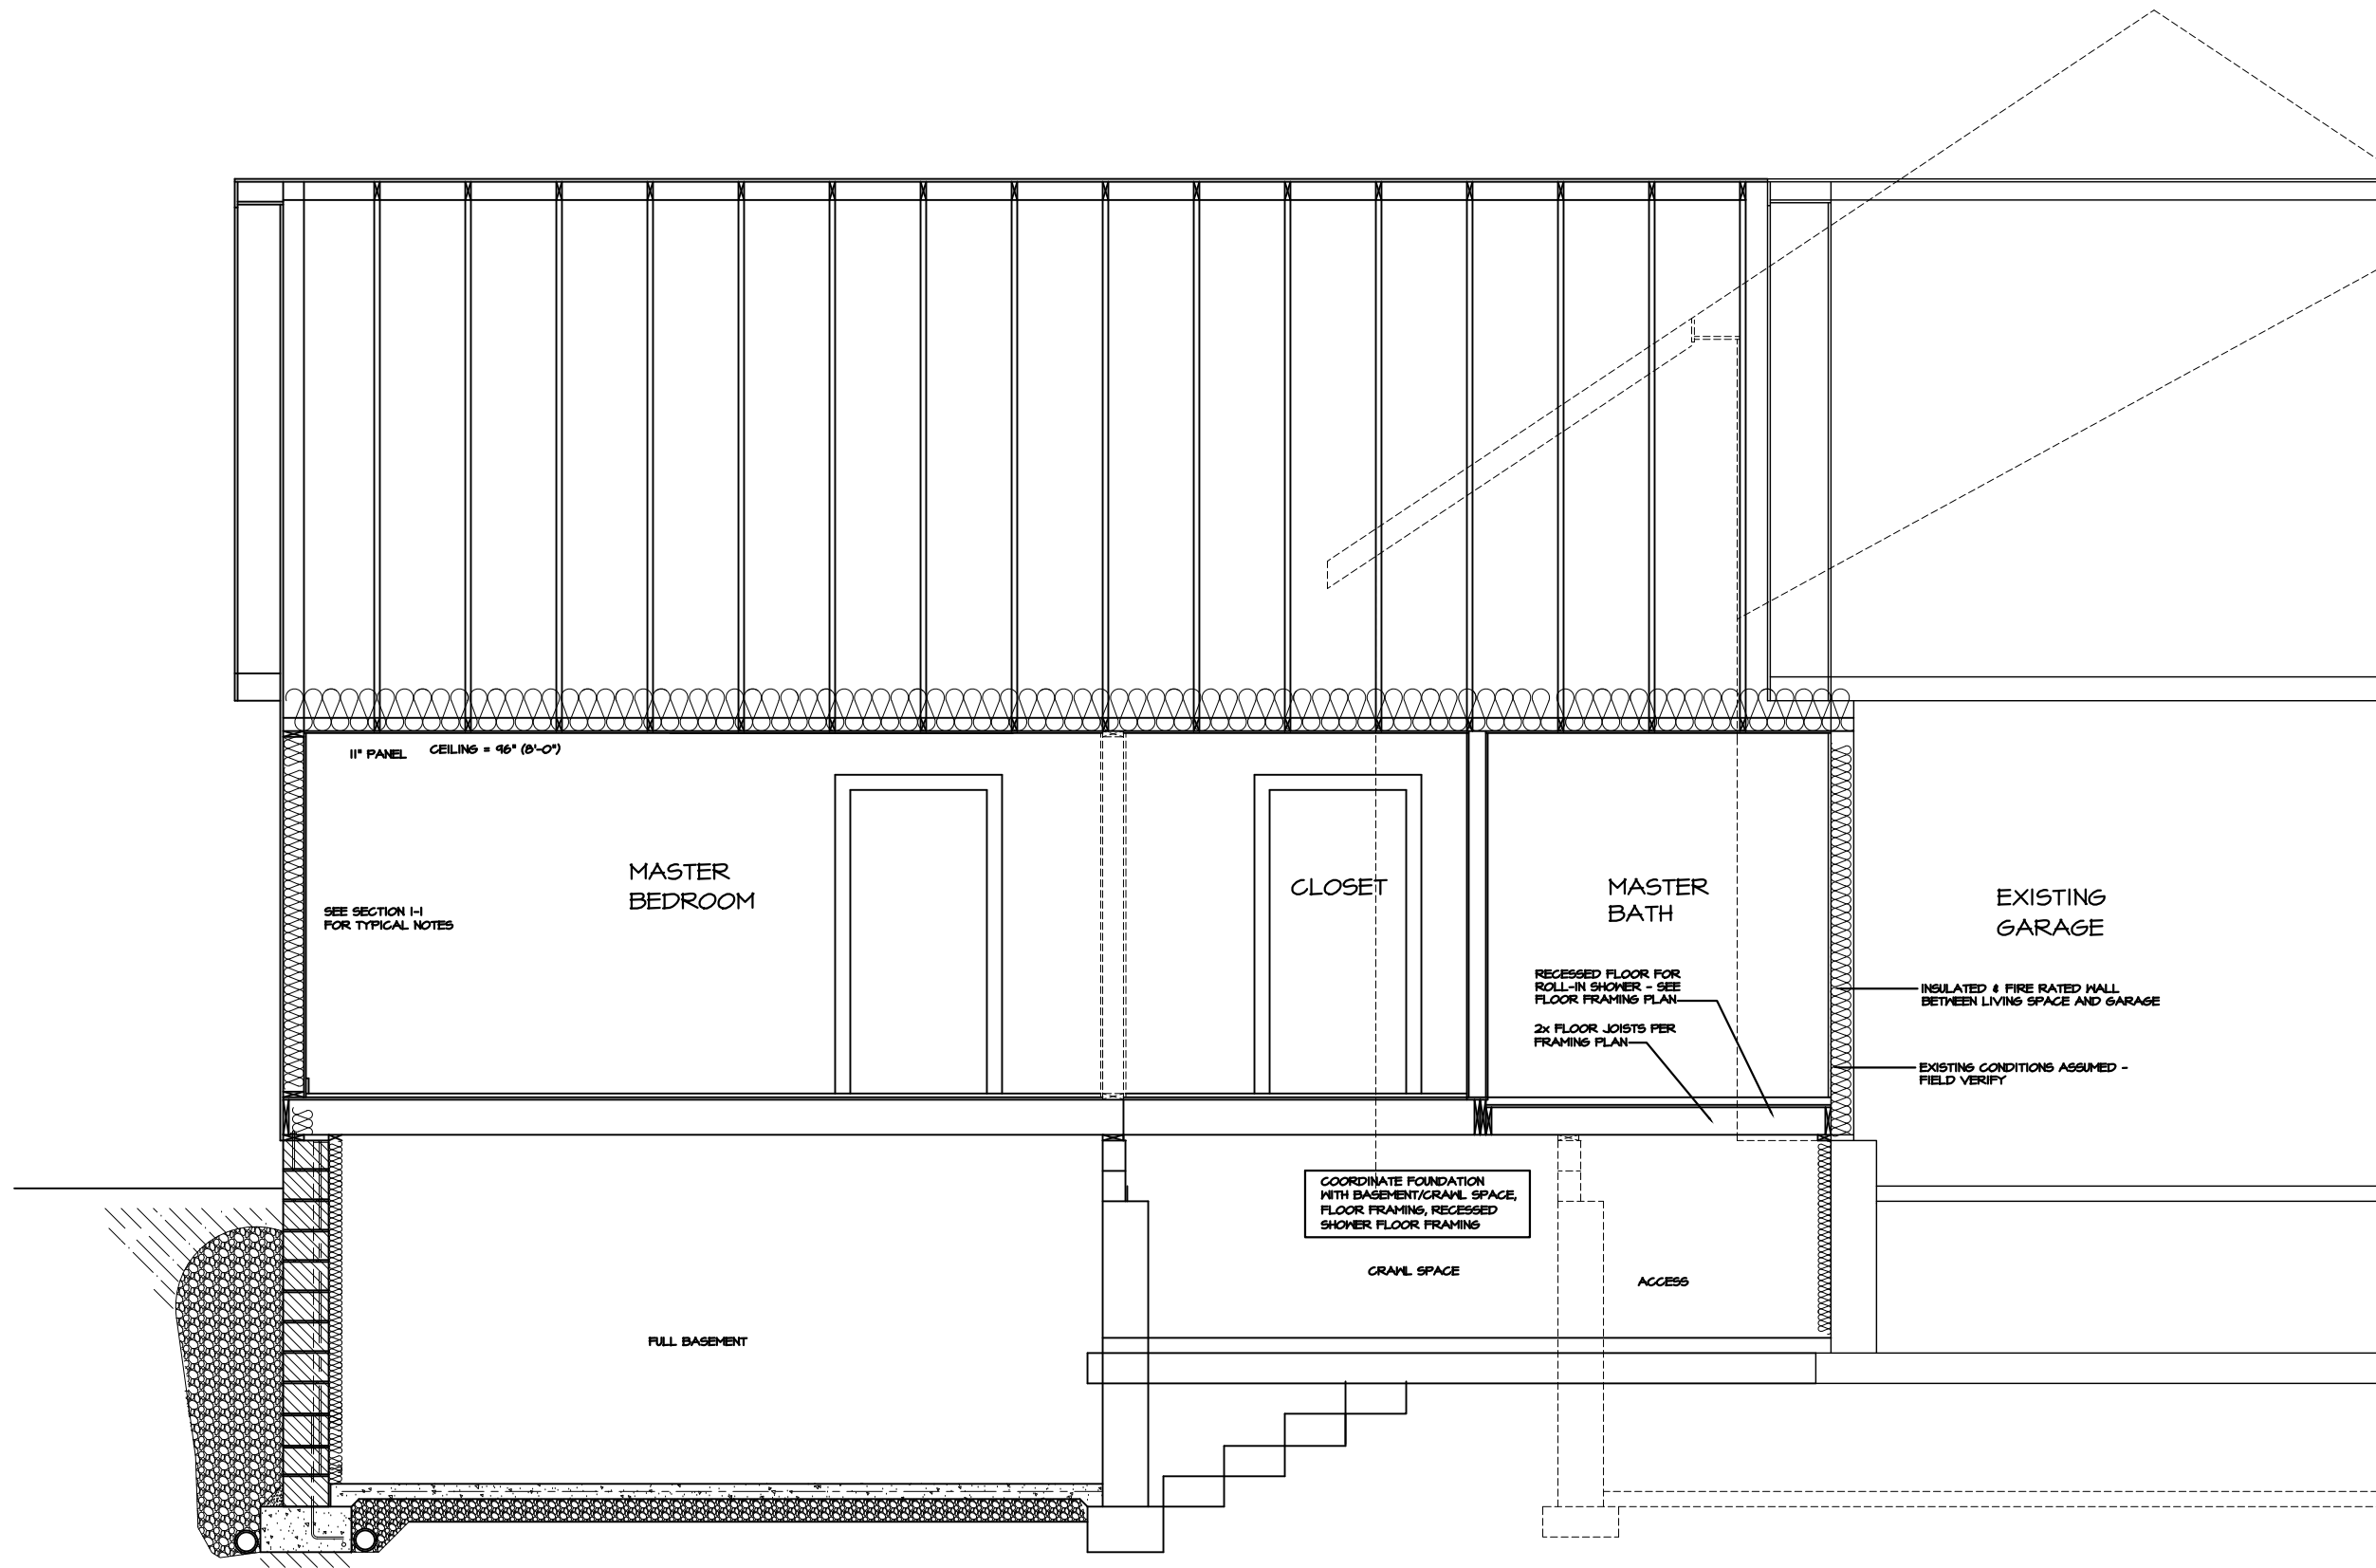 11" PANEL
CEILING = 96" (8'-0")
MASTER
BEDROOM
CLOSET
MASTER
BATH
EXISTING
GARAGE
SEE SECTION 1-1
FOR TYPICAL NOTES
RECESSED FLOOR FOR
ROLL-IN SHOWER - SEE
FLOOR FRAMING PLAN
2x FLOOR JOISTS PER
FRAMING PLAN
INSULATED & FIRE RATED WALL
BETWEEN LIVING SPACE AND GARAGE
EXISTING CONDITIONS ASSUMED -
FIELD VERIFY
COORDINATE FOUNDATION
WITH BASEMENT/CRAWL SPACE,
FLOOR FRAMING, RECESSED
SHOWER FLOOR FRAMING
CRAWL SPACE
ACCESS
FULL BASEMENT